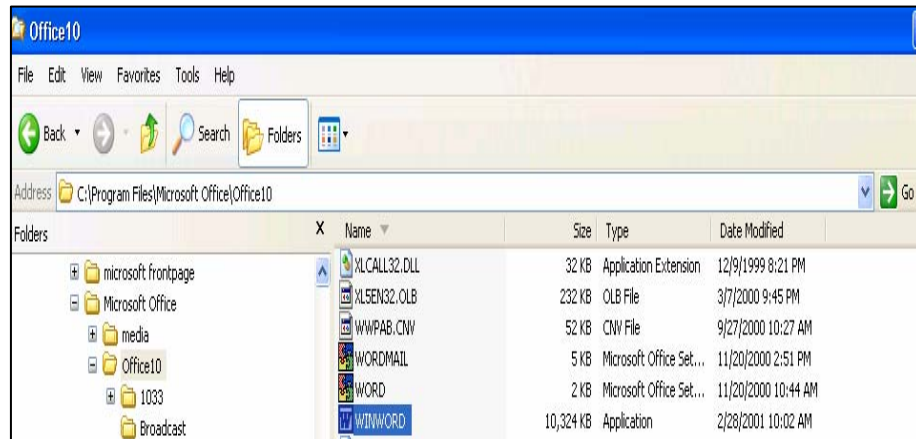 Office10
File Edit View Favorites Tools Help
Back Search Folders
Address C:\Program Files\Microsoft Office\Office10 Go
Folders X Name Size Type Date Modified
microsoft frontpage
Microsoft Office
media
Office10
1033
Broadcast
XLCALL32.DLL 32 KB Application Extension 12/9/1999 8:21 PM
XL5EN32.OLB 232 KB OLB File 3/7/2000 9:45 PM
WWPAB.CNV 52 KB CNV File 9/27/2000 10:27 AM
WORDMAIL 5 KB Microsoft Office Set... 11/20/2000 2:51 PM
WORD 2 KB Microsoft Office Set... 11/20/2000 10:44 AM
WINWORD 10,324 KB Application 2/28/2001 10:02 AM